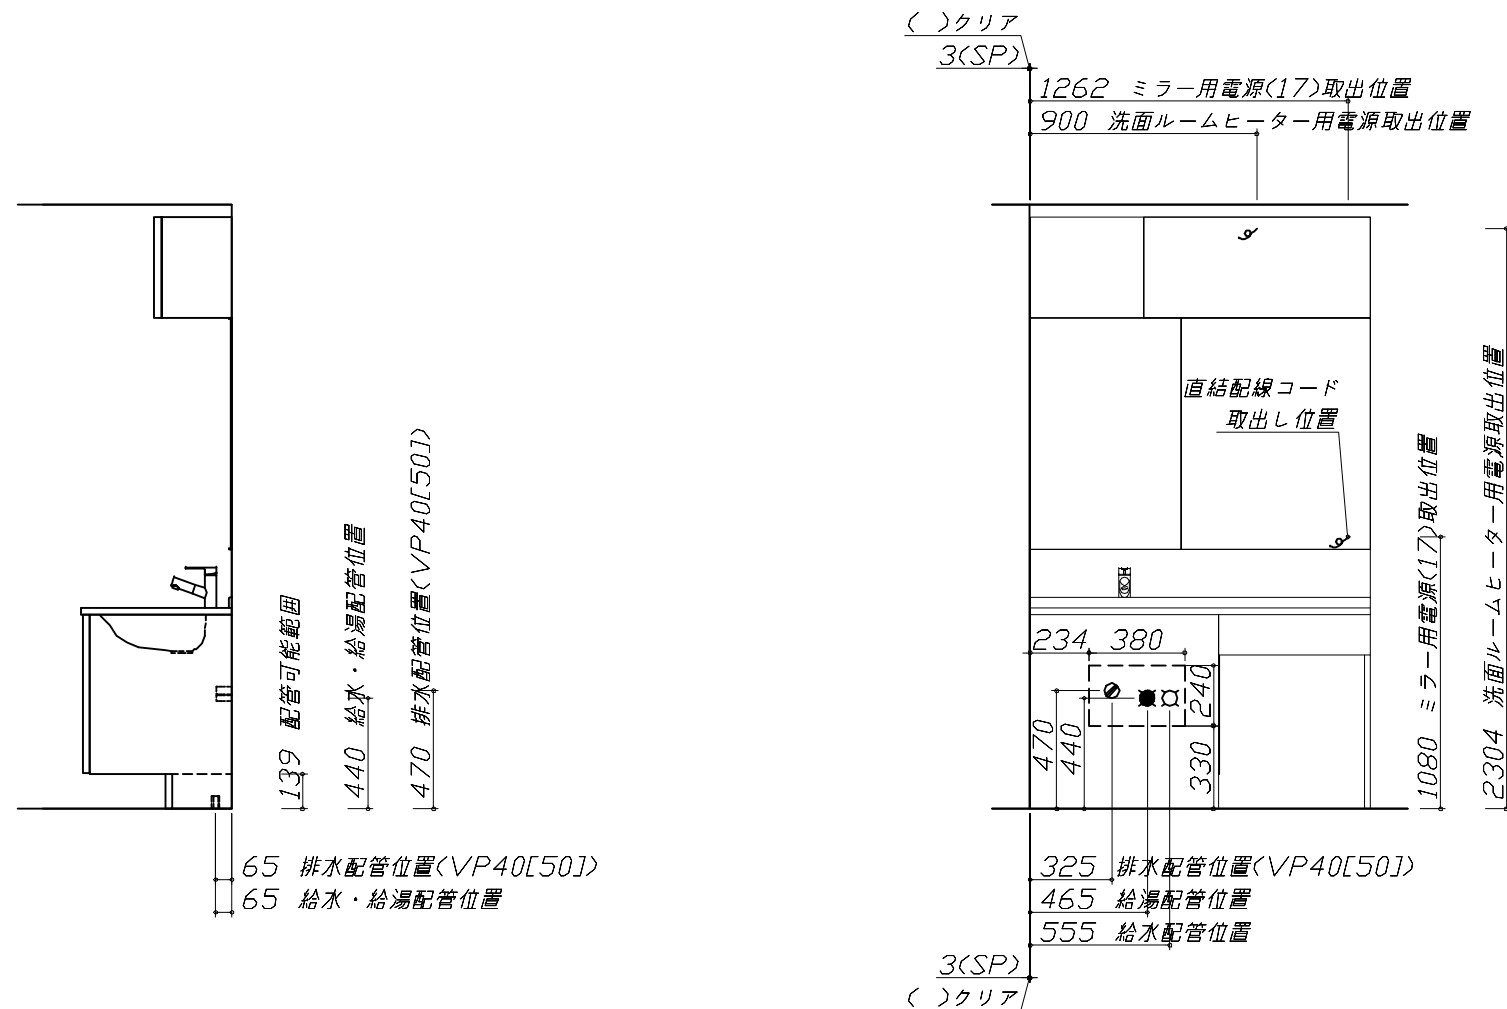 ( )クリア
3(SP)
1262 ミラー用電源(17)取出位置
900 洗面ルームヒーター用電源取出位置
直結配線コード
取出し位置
139 配管可能範囲
440 給水・給湯配管位置
470 排水配管位置(VP40[50])
65 排水配管位置(VP40[50])
65 給水・給湯配管位置
234 380
240
330
470
440
1080 ミラー用電源(17)取出位置
2304 洗面ルームヒーター用電源取出位置
325 排水配管位置(VP40[50])
465 給湯配管位置
555 給水配管位置
3(SP)
( )クリア